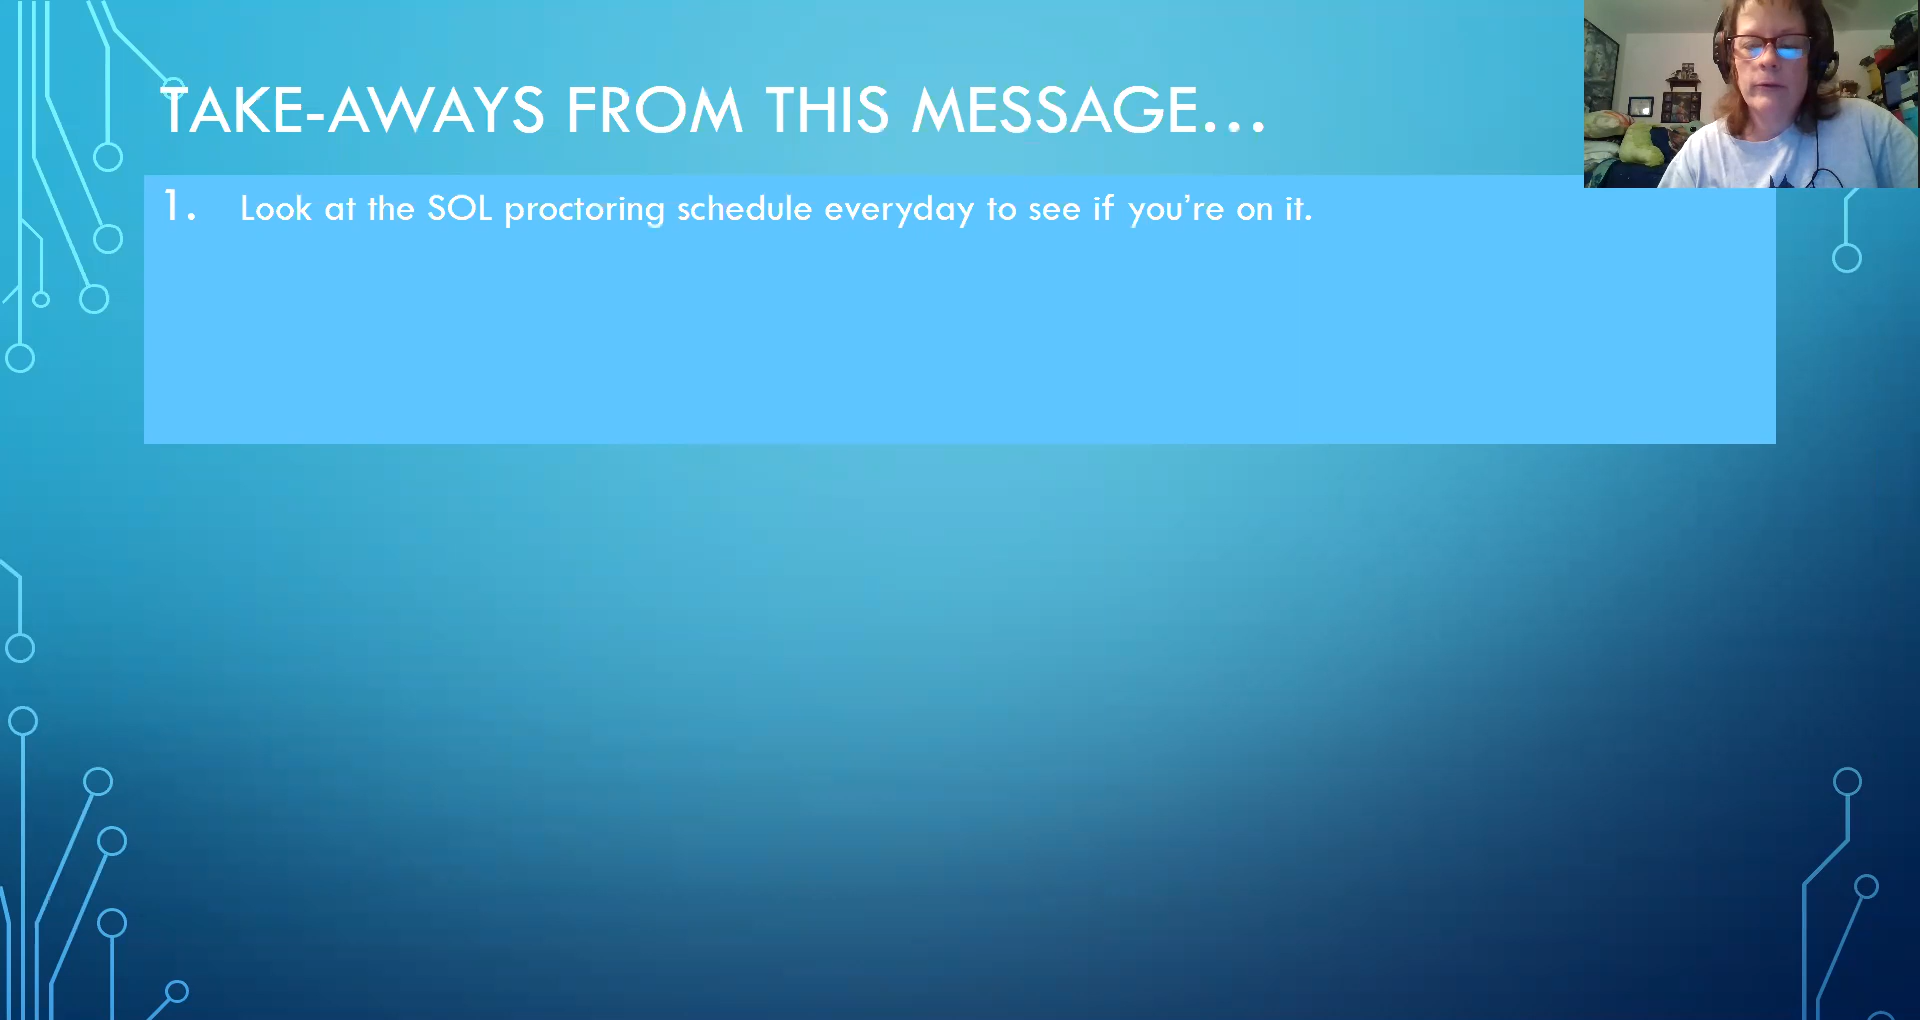 TAKE-AWAYS FROM THIS MESSAGE…
1. Look at the SOL proctoring schedule everyday to see if you’re on it.